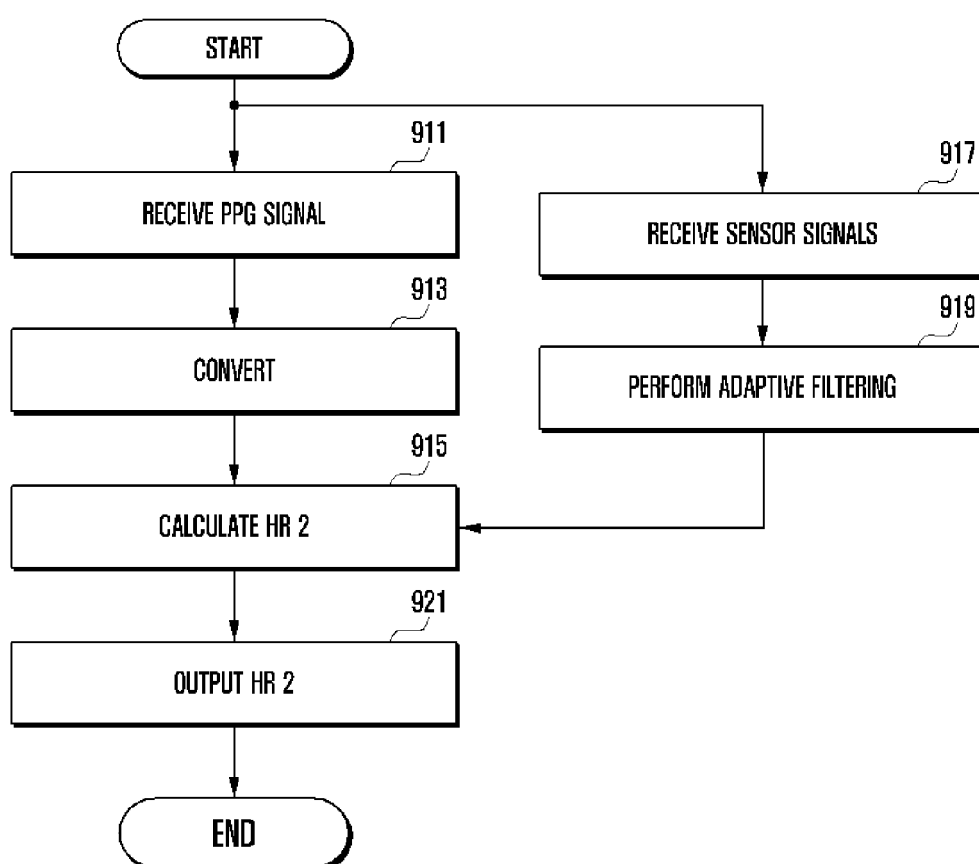 START
911
RECEIVE PPG SIGNAL
917
RECEIVE SENSOR SIGNALS
913
CONVERT
919
PERFORM ADAPTIVE FILTERING
915
CALCULATE HR 2
921
OUTPUT HR 2
END